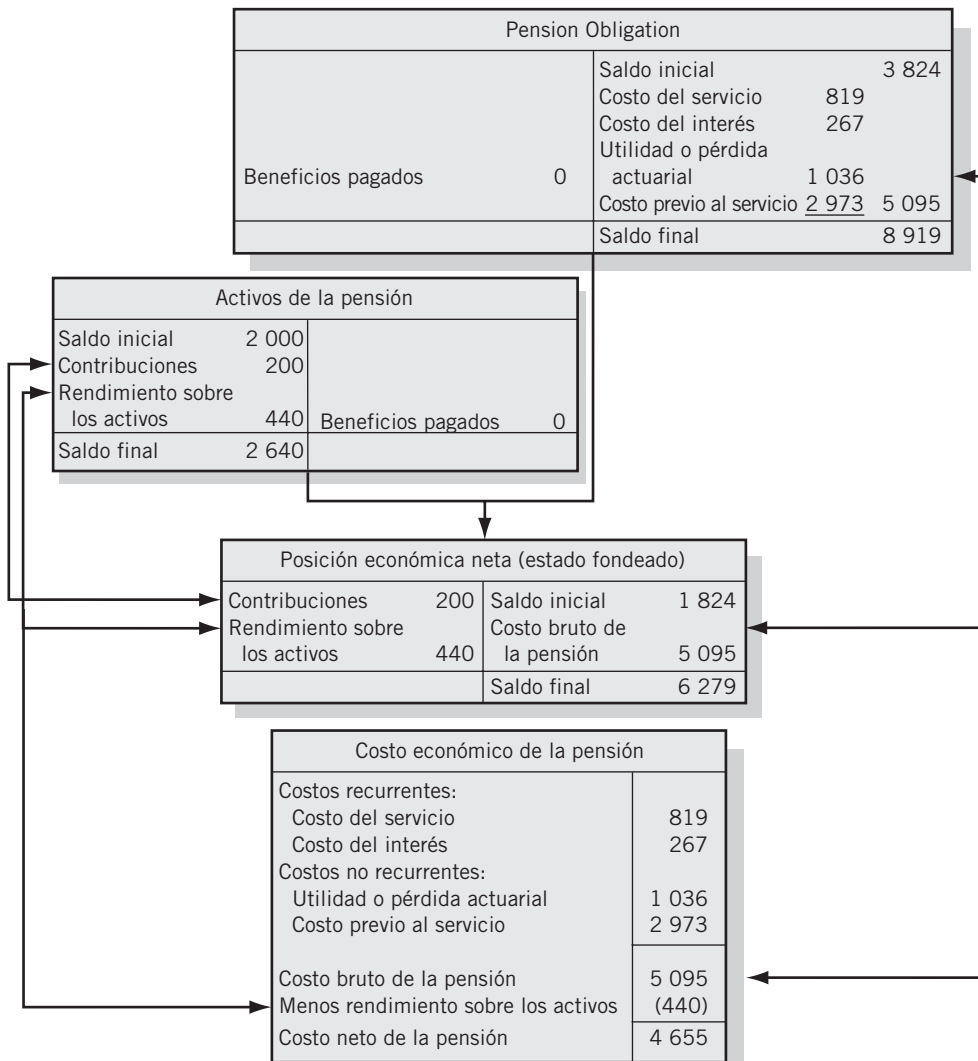 Pension Obligation
Saldo inicial 3 824
Costo del servicio 819
Costo del interés 267
Utilidad o pérdida
Beneficios pagados 0 actuarial 1 036
Costo previo al servicio 2 973 5 095
Saldo final 8 919
Activos de la pensión
Saldo inicial 2 000
Contribuciones 200
Rendimiento sobre
los activos 440 Beneficios pagados 0
Saldo final 2 640
Posición económica neta (estado fondeado)
Contribuciones 200 Saldo inicial 1 824
Rendimiento sobre Costo bruto de
los activos 440 la pensión 5 095
Saldo final 6 279
Costo económico de la pensión
Costos recurrentes:
Costo del servicio 819
Costo del interés 267
Costos no recurrentes:
Utilidad o pérdida actuarial 1 036
Costo previo al servicio 2 973
Costo bruto de la pensión 5 095
Menos rendimiento sobre los activos (440)
Costo neto de la pensión 4 655